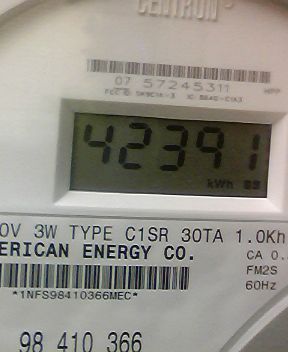 CENTRON
07 57245311
42391
kWh
0V 3W TYPE C1SR 30TA 1.0Kh
ERICAN ENERGY CO.
CA 0.
FM2S
*1NFS98410366MEC*
60Hz
98 410 366